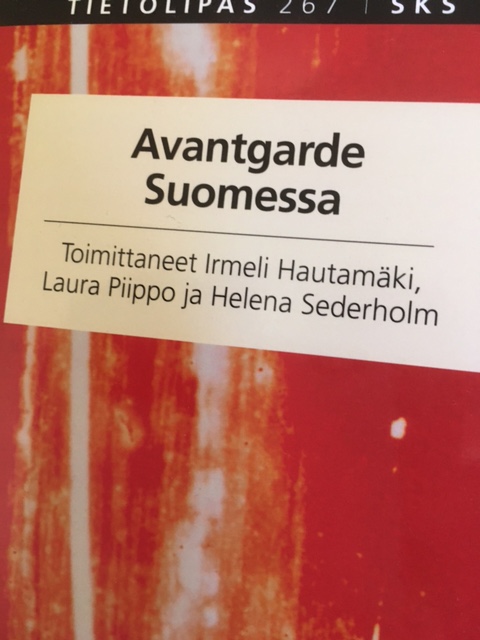 TIETOLIPAS 267 | SKS
Avantgarde
Suomessa
Toimittaneet Irmeli Hautamäki,
Laura Piippo ja Helena Sederholm